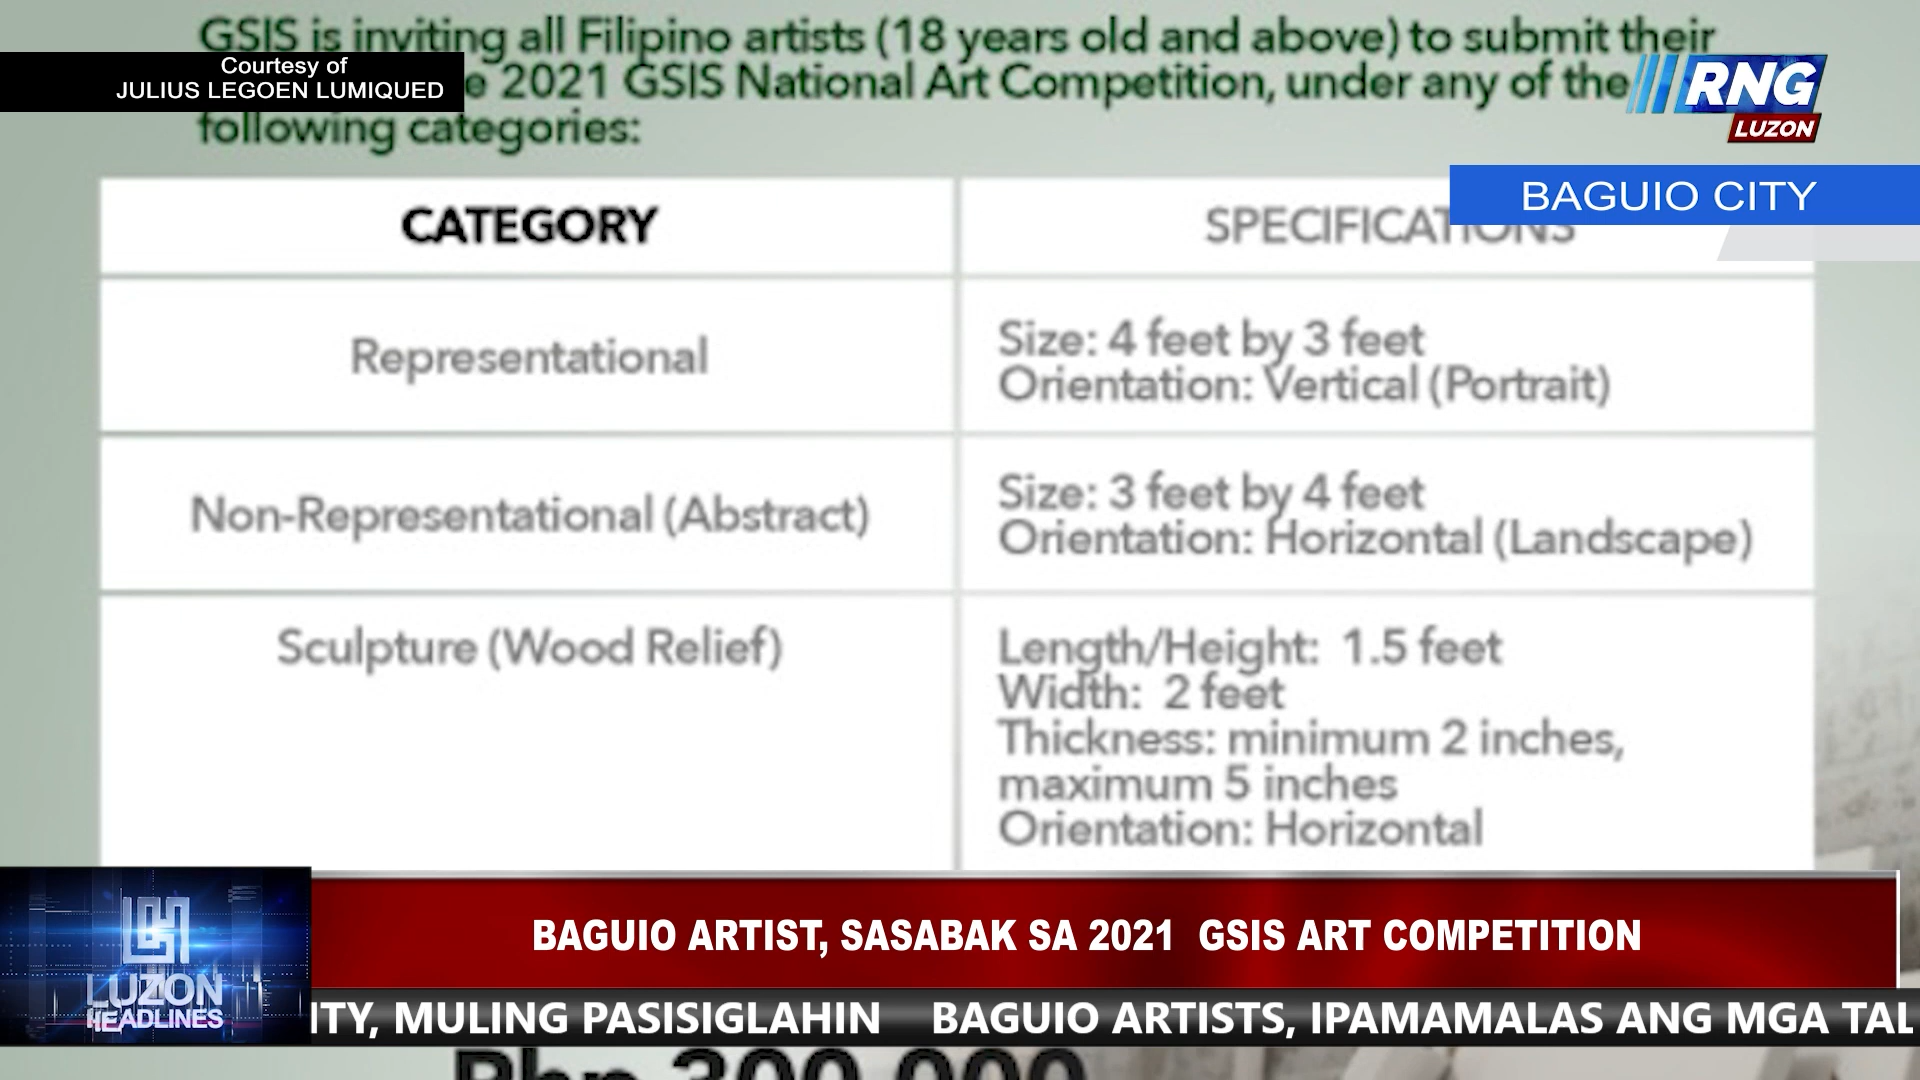 GSIS is inviting all Filipino artists (18 years old and above) to submit their
Courtesy of
JULIUS LEGOEN LUMIQUED
e 2021 GSIS National Art Competition, under any of the
following categories:
RNG
LUZON
BAGUIO CITY
CATEGORY
SPECIFICATIONS
Representational
Size: 4 feet by 3 feet
Orientation: Vertical (Portrait)
Non-Representational (Abstract)
Size: 3 feet by 4 feet
Orientation: Horizontal (Landscape)
Sculpture (Wood Relief)
Length/Height: 1.5 feet
Width: 2 feet
Thickness: minimum 2 inches,
maximum 5 inches
Orientation: Horizontal
BAGUIO ARTIST, SASABAK SA 2021 GSIS ART COMPETITION
LUZON
HEADLINES
ITY, MULING PASISIGLAHIN BAGUIO ARTISTS, IPAMAMALAS ANG MGA TAL
Php 300,000